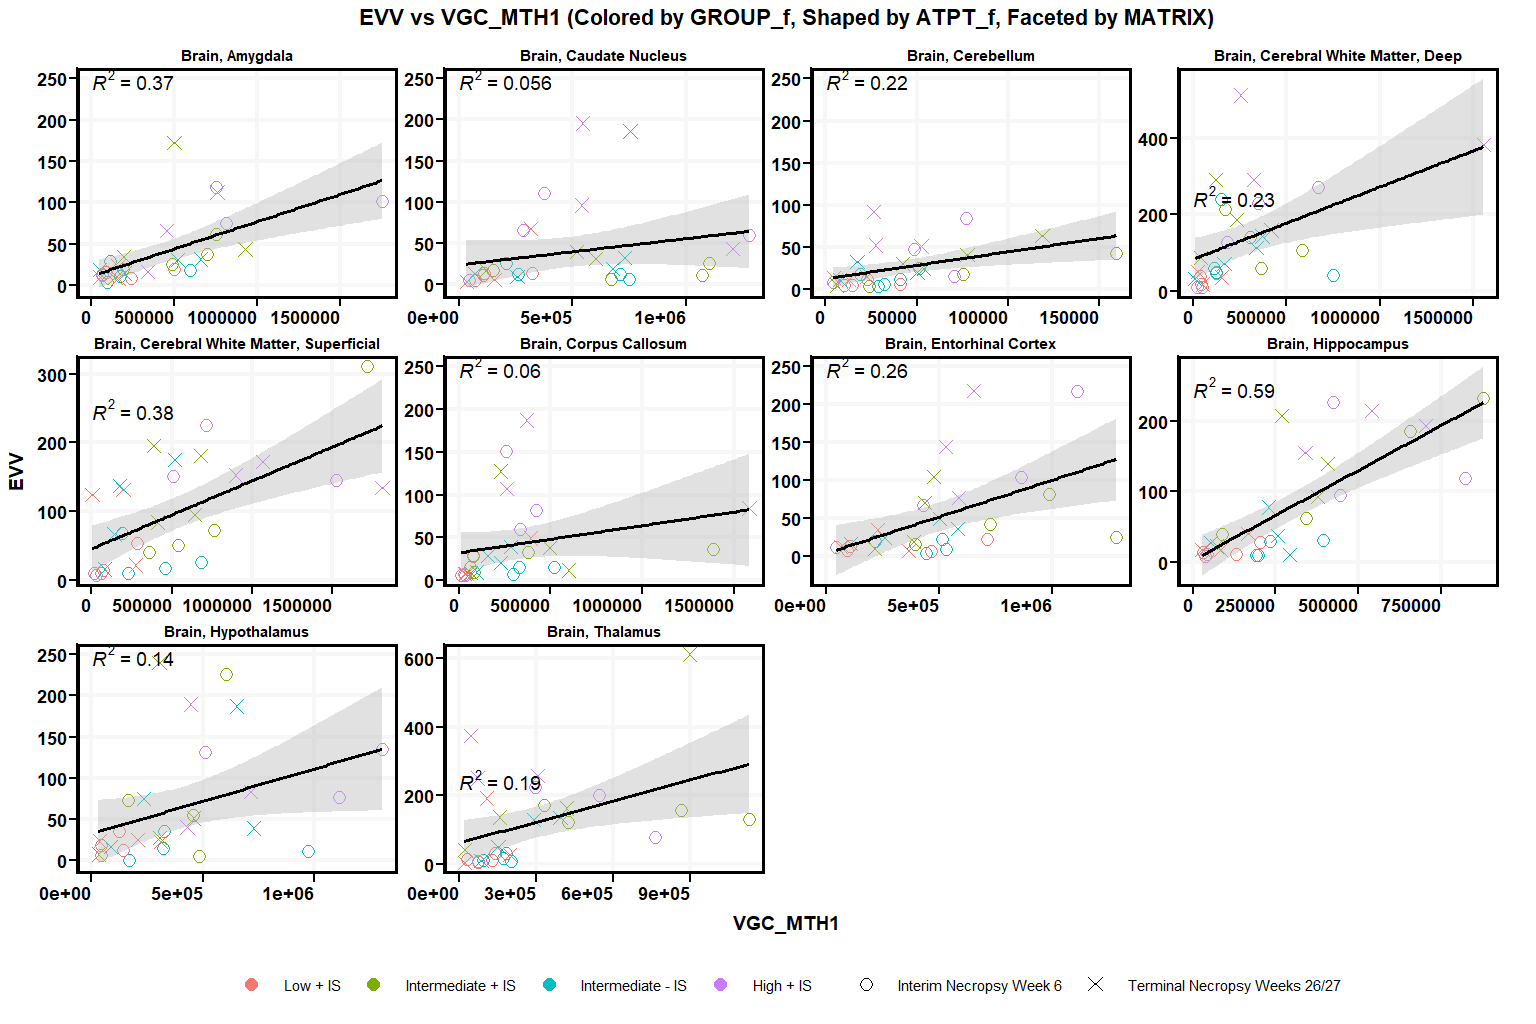 EVV vs VGC_MTH1 (Colored by GROUP_f, Shaped by ATPT_f, Faceted by MATRIX)
Brain, Amygdala
R² = 0.37
250
200
150
100
50
0
0 500000 1000000 1500000
Brain, Caudate Nucleus
R² = 0.056
250
200
150
100
50
0
0e+00 5e+05 1e+06
Brain, Cerebellum
R² = 0.22
250
200
150
100
50
0
0 50000 100000 150000
Brain, Cerebral White Matter, Deep
R² = 0.23
400
200
0
0 500000 1000000 1500000
Brain, Cerebral White Matter, Superficial
R² = 0.38
300
200
100
0
0 500000 1000000 1500000
Brain, Corpus Callosum
R² = 0.06
250
200
150
100
50
0
0 500000 1000000 1500000
Brain, Entorhinal Cortex
R² = 0.26
250
200
150
100
50
0
0e+00 5e+05 1e+06
Brain, Hippocampus
R² = 0.59
200
100
0
0 250000 500000 750000
Brain, Hypothalamus
R² = 0.14
250
200
150
100
50
0
0e+00 5e+05 1e+06
Brain, Thalamus
R² = 0.19
600
400
200
0
0e+00 3e+05 6e+05 9e+05
EVV
VGC_MTH1
Low + IS Intermediate + IS Intermediate - IS High + IS Interim Necropsy Week 6 Terminal Necropsy Weeks 26/27